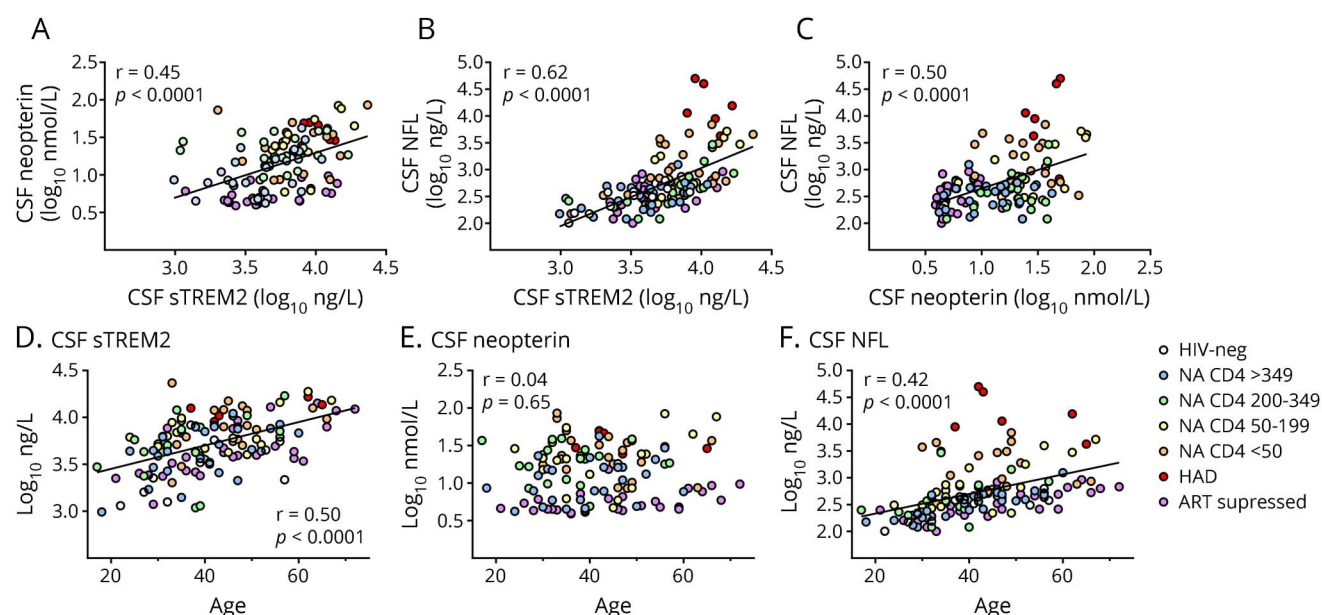 A
r = 0.45
p < 0.0001
CSF neopterin
(log10 nmol/L)
2.5
2.0
1.5
1.0
0.5
3.0 3.5 4.0 4.5
CSF sTREM2 (log10 ng/L)
B
r = 0.62
p < 0.0001
CSF NFL
(log10 ng/L)
5.0
4.5
4.0
3.5
3.0
2.5
2.0
3.0 3.5 4.0 4.5
CSF sTREM2 (log10 ng/L)
C
r = 0.50
p < 0.0001
CSF NFL
(log10 ng/L)
5.0
4.5
4.0
3.5
3.0
2.5
2.0
0.5 1.0 1.5 2.0 2.5
CSF neopterin (log10 nmol/L)
D. CSF sTREM2
Log10 ng/L
4.5
4.0
3.5
3.0
r = 0.50
p < 0.0001
20 40 60
Age
E. CSF neopterin
r = 0.04
p = 0.65
Log10 nmol/L
2.5
2.0
1.5
1.0
0.5
20 40 60
Age
F. CSF NFL
r = 0.42
p < 0.0001
Log10 ng/L
5.0
4.5
4.0
3.5
3.0
2.5
2.0
20 40 60
Age
HIV-neg
NA CD4 >349
NA CD4 200-349
NA CD4 50-199
NA CD4 <50
HAD
ART supressed